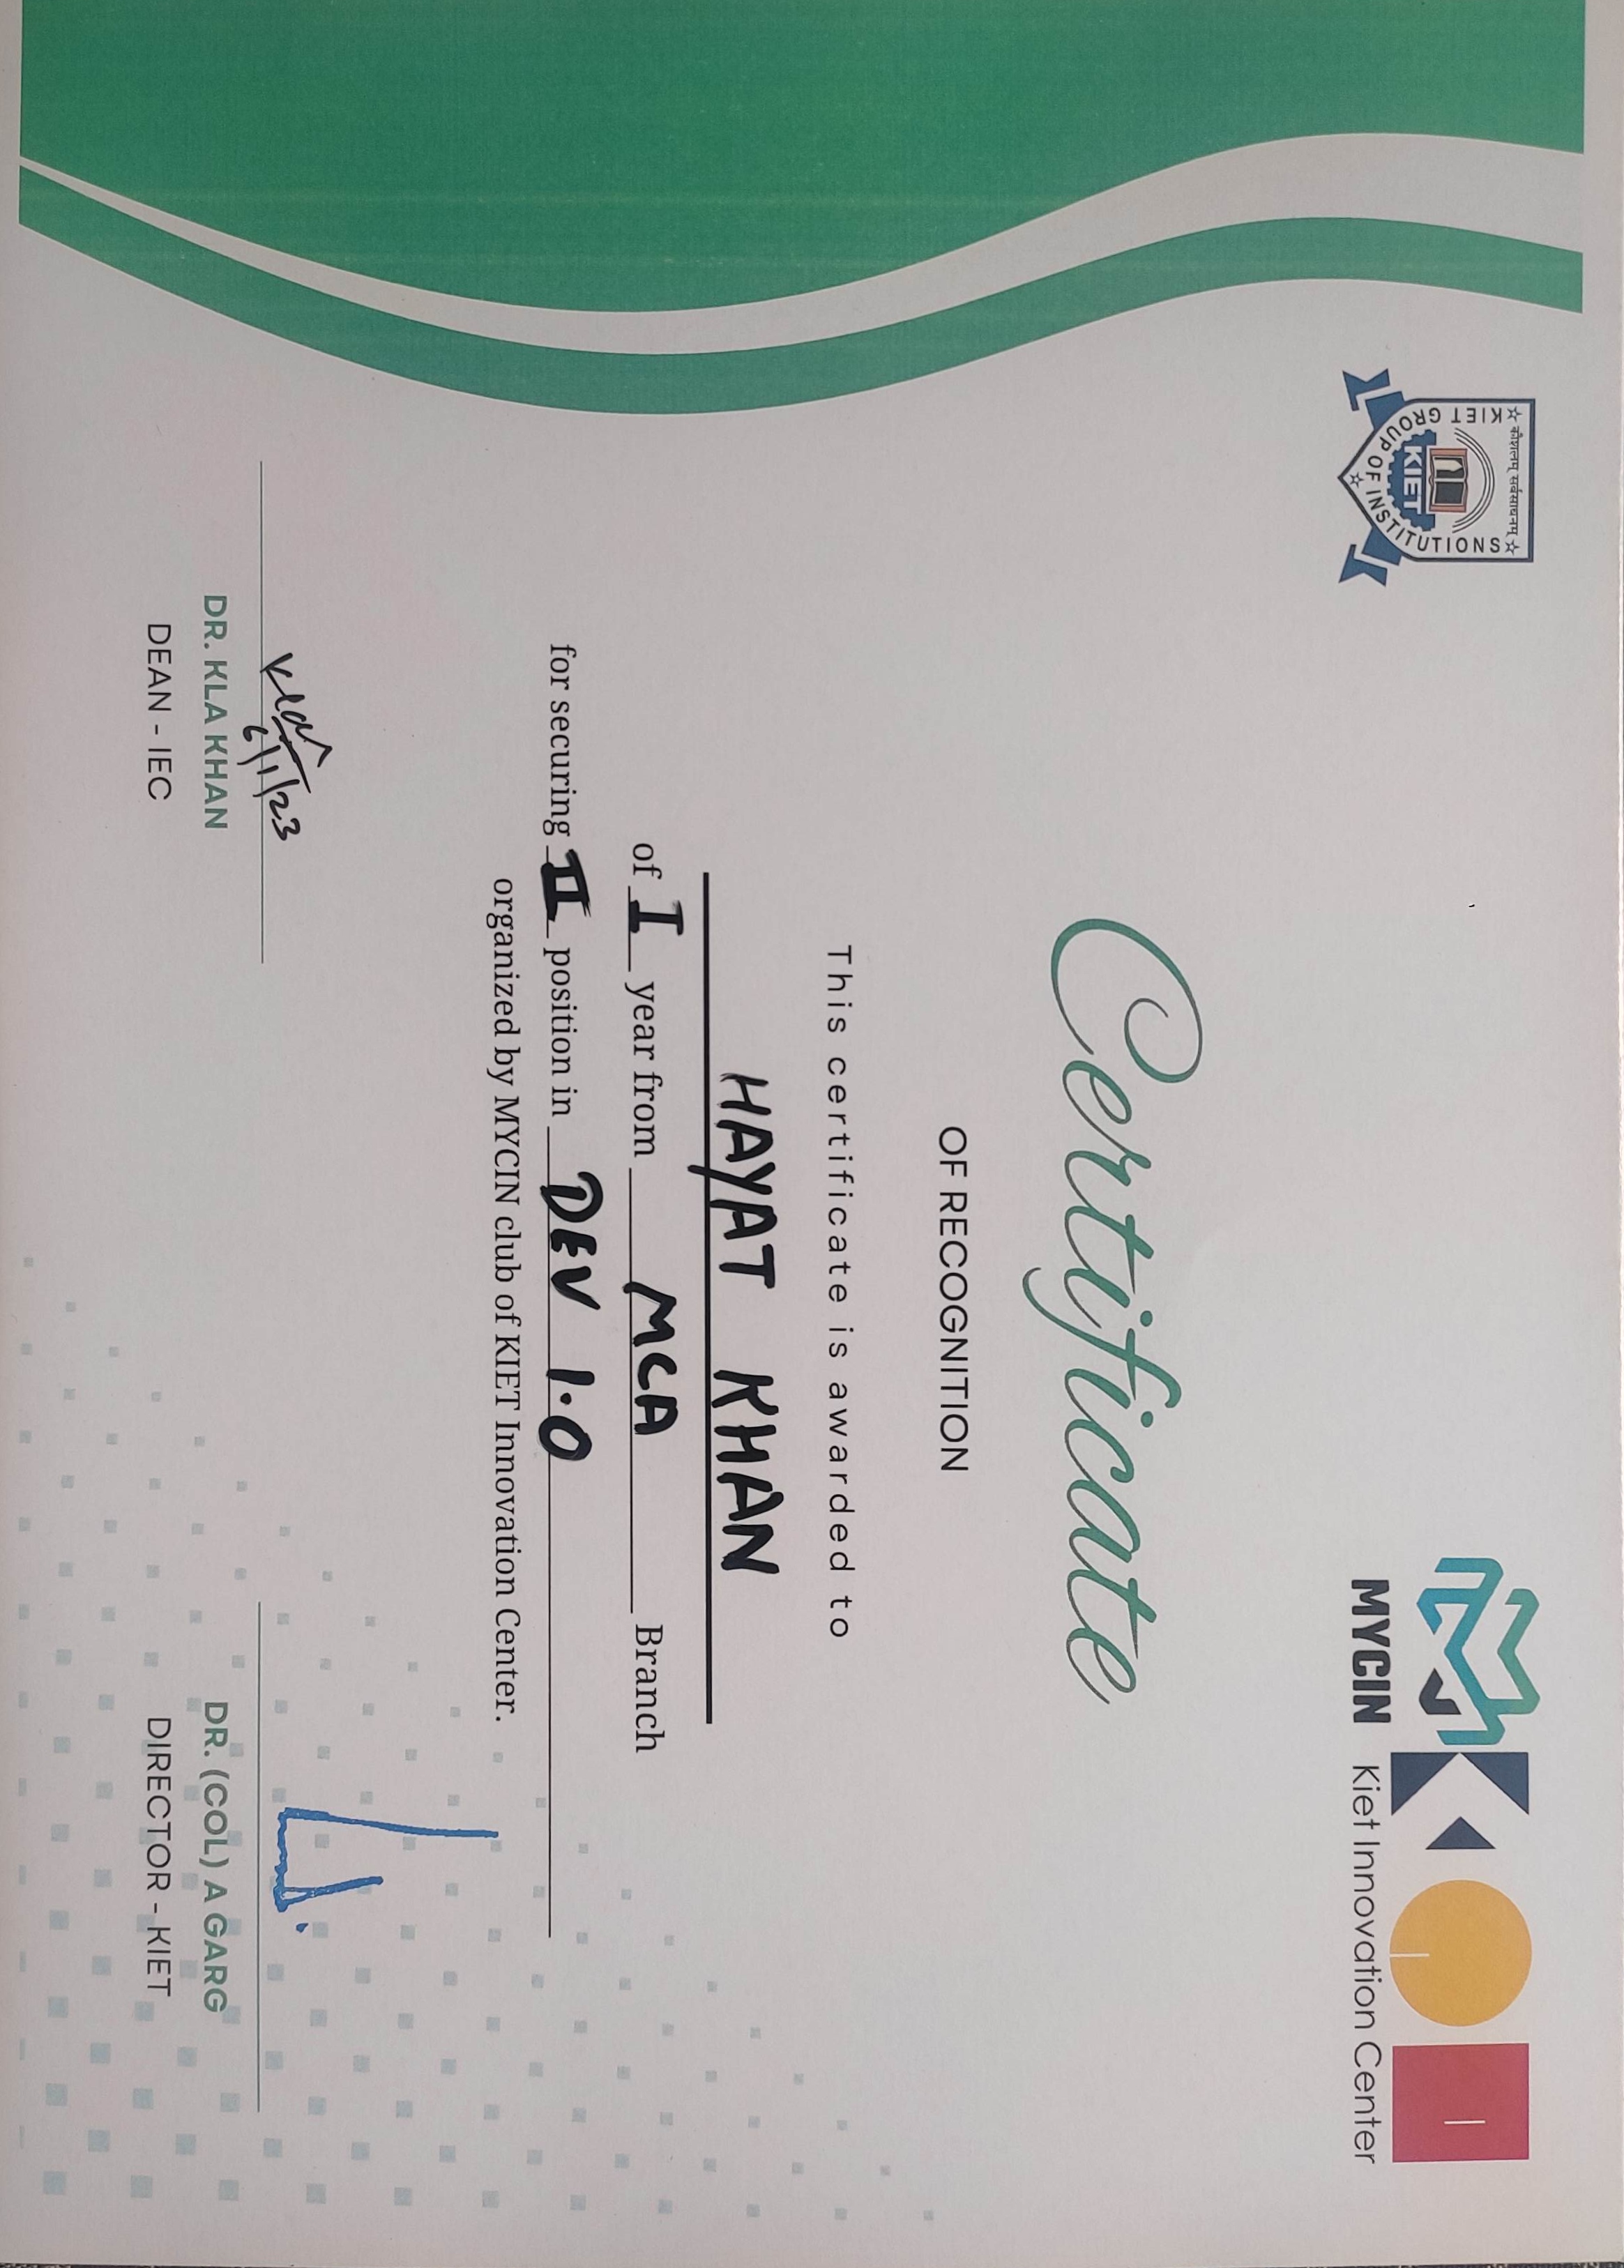 कौशलम् सर्वसाधनम्
KIET GROUP OF INSTITUTIONS
KIET
MYCIN
Kiet Innovation Center
Certificate
OF RECOGNITION
This certificate is awarded to
HAYAT KHAN
of I year from MCA Branch
for securing II position in DEV 1.0
organized by MYCIN club of KIET Innovation Center.
Klan
6/1/23
DR. KLA KHAN
DEAN - IEC
DR. (COL) A GARG
DIRECTOR - KIET